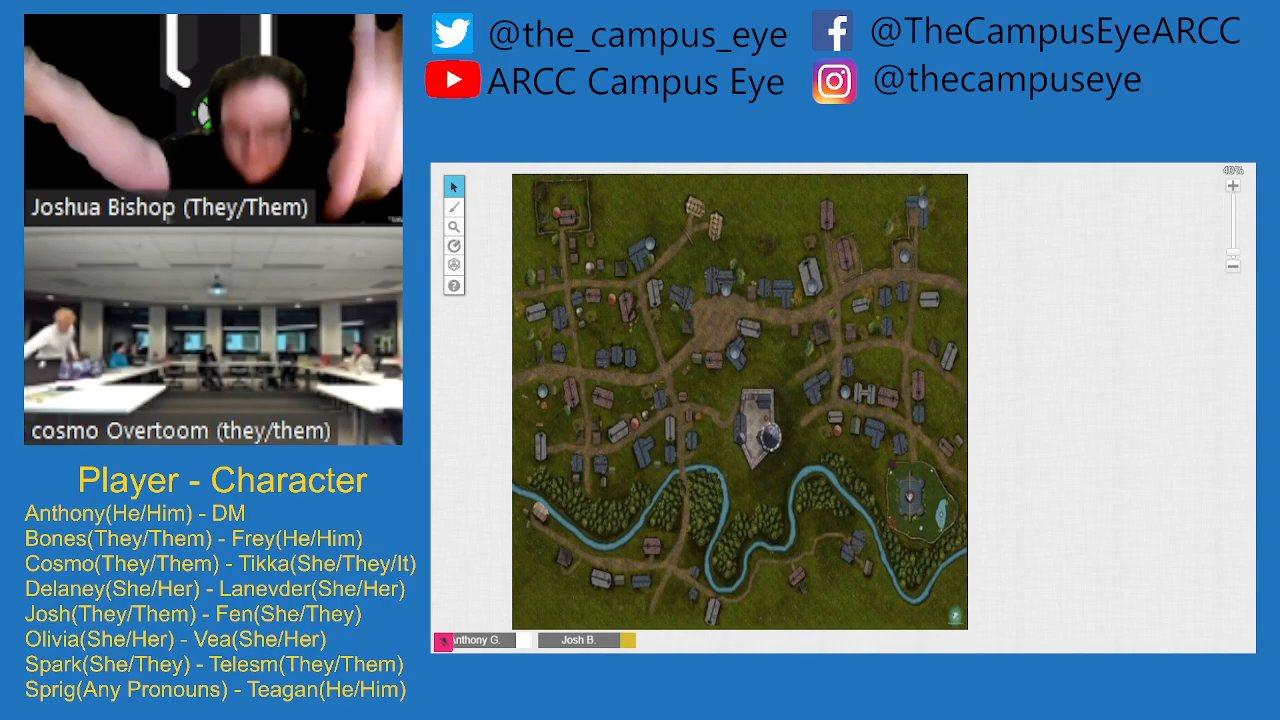 @the_campus_eye
@TheCampusEyeARCC
ARCC Campus Eye
@thecampuseye
Joshua Bishop (They/Them)
cosmo Overtoom (they/them)
Player - Character
Anthony(He/Him) - DM
Bones(They/Them) - Frey(He/Him)
Cosmo(They/Them) - Tikka(She/They/It)
Delaney(She/Her) - Lanevder(She/Her)
Josh(They/Them) - Fen(She/They)
Olivia(She/Her) - Vea(She/Her)
Spark(She/They) - Telesm(They/Them)
Sprig(Any Pronouns) - Teagan(He/Him)
40%
Anthony G.
Josh B.